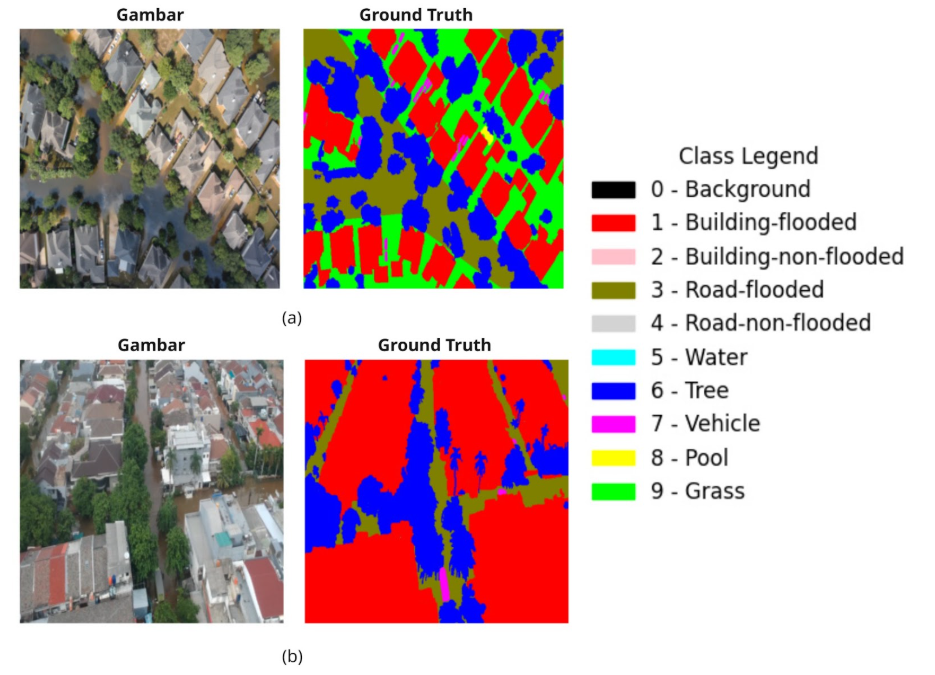 Gambar
Ground Truth
(a)
Gambar
Ground Truth
(b)
Class Legend
0 - Background
1 - Building-flooded
2 - Building-non-flooded
3 - Road-flooded
4 - Road-non-flooded
5 - Water
6 - Tree
7 - Vehicle
8 - Pool
9 - Grass